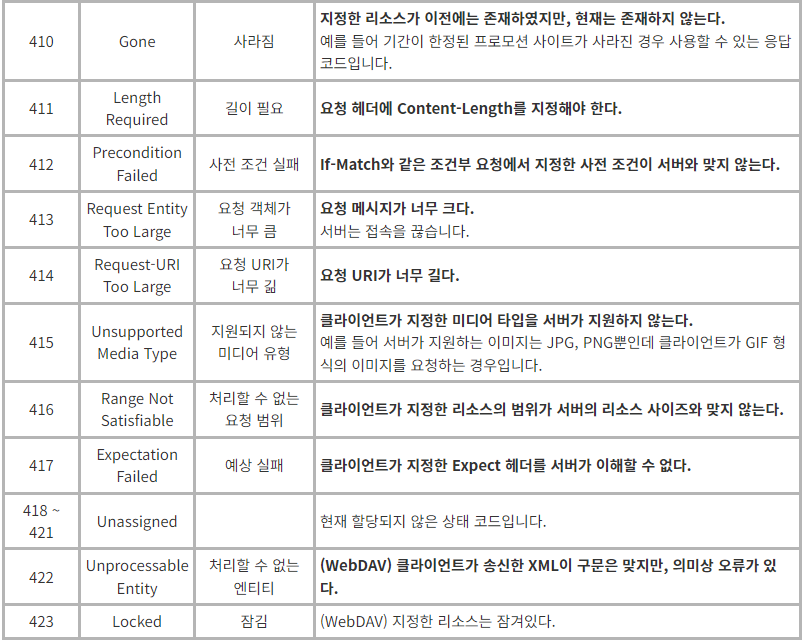 410
Gone
사라짐
지정한 리소스가 이전에는 존재하였지만, 현재는 존재하지 않는다.
예를 들어 기간이 한정된 프로모션 사이트가 사라진 경우 사용할 수 있는 응답
코드입니다.
411
Length
Required
길이 필요
요청 헤더에 Content-Length를 지정해야 한다.
412
Precondition
Failed
사전 조건 실패
If-Match와 같은 조건부 요청에서 지정한 사전 조건이 서버와 맞지 않는다.
413
Request Entity
Too Large
요청 객체가
너무 큼
요청 메시지가 너무 크다.
서버는 접속을 끊습니다.
414
Request-URI
Too Large
요청 URI가
너무 긺
요청 URI가 너무 길다.
415
Unsupported
Media Type
지원되지 않는
미디어 유형
클라이언트가 지정한 미디어 타입을 서버가 지원하지 않는다.
예를 들어 서버가 지원하는 이미지는 JPG, PNG뿐인데 클라이언트가 GIF 형
식의 이미지를 요청하는 경우입니다.
416
Range Not
Satisfiable
처리할 수 없는
요청 범위
클라이언트가 지정한 리소스의 범위가 서버의 리소스 사이즈와 맞지 않는다.
417
Expectation
Failed
예상 실패
클라이언트가 지정한 Expect 헤더를 서버가 이해할 수 없다.
418 ~
421
Unassigned
현재 할당되지 않은 상태 코드입니다.
422
Unprocessable
Entity
처리할 수 없는
엔티티
(WebDAV) 클라이언트가 송신한 XML이 구문은 맞지만, 의미상 오류가 있
다.
423
Locked
잠김
(WebDAV) 지정한 리소스는 잠겨있다.